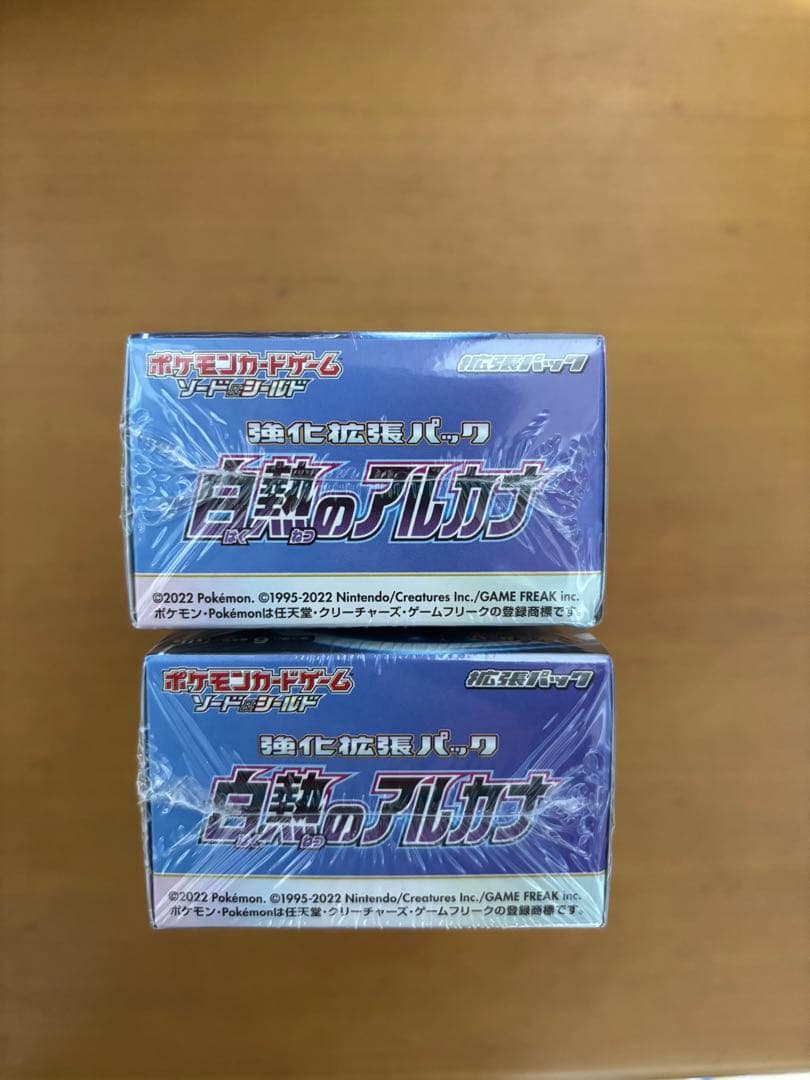 ポケモンカードゲーム
ソード&シールド
拡張パック
強化拡張パック
白熱のアルカナ
はく ねつ
©2022 Pokémon. ©1995-2022 Nintendo/Creatures Inc./GAME FREAK inc.
ポケモン・Pokémonは任天堂・クリーチャーズ・ゲームフリークの登録商標です。
ポケモンカードゲーム
ソード&シールド
拡張パック
強化拡張パック
白熱のアルカナ
はく ねつ
©2022 Pokémon. ©1995-2022 Nintendo/Creatures Inc./GAME FREAK inc.
ポケモン・Pokémonは任天堂・クリーチャーズ・ゲームフリークの登録商標です。